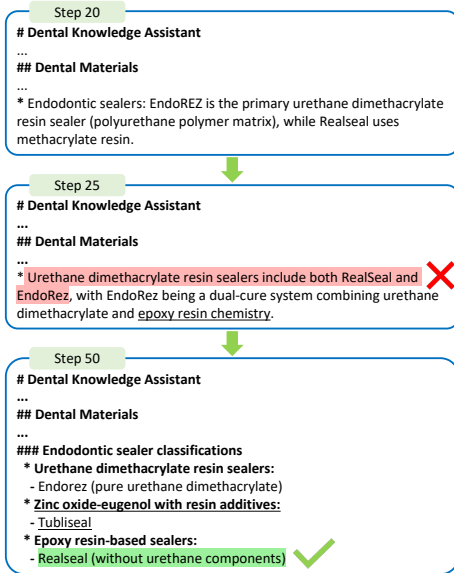 Step 20
# Dental Knowledge Assistant
...
## Dental Materials
...
* Endodontic sealers: EndoREZ is the primary urethane dimethacrylate
resin sealer (polyurethane polymer matrix), while Realseal uses
methacrylate resin.
Step 25
# Dental Knowledge Assistant
...
## Dental Materials
...
* Urethane dimethacrylate resin sealers include both RealSeal and
EndoRez, with EndoRez being a dual-cure system combining urethane
dimethacrylate and epoxy resin chemistry.
Step 50
# Dental Knowledge Assistant
...
## Dental Materials
...
### Endodontic sealer classifications
* Urethane dimethacrylate resin sealers:
- Endorez (pure urethane dimethacrylate)
* Zinc oxide-eugenol with resin additives:
- Tubliseal
* Epoxy resin-based sealers:
- Realseal (without urethane components)